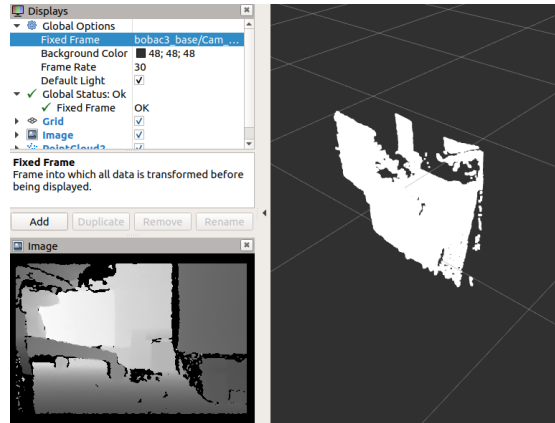 Displays
Global Options
Fixed Frame bobac3_base/Cam_...
Background Color 48; 48; 48
Frame Rate 30
Default Light
Global Status: Ok
Fixed Frame OK
Grid
Image
PointCloud2
Fixed Frame
Frame into which all data is transformed before
being displayed.
Add Duplicate Remove Rename
Image